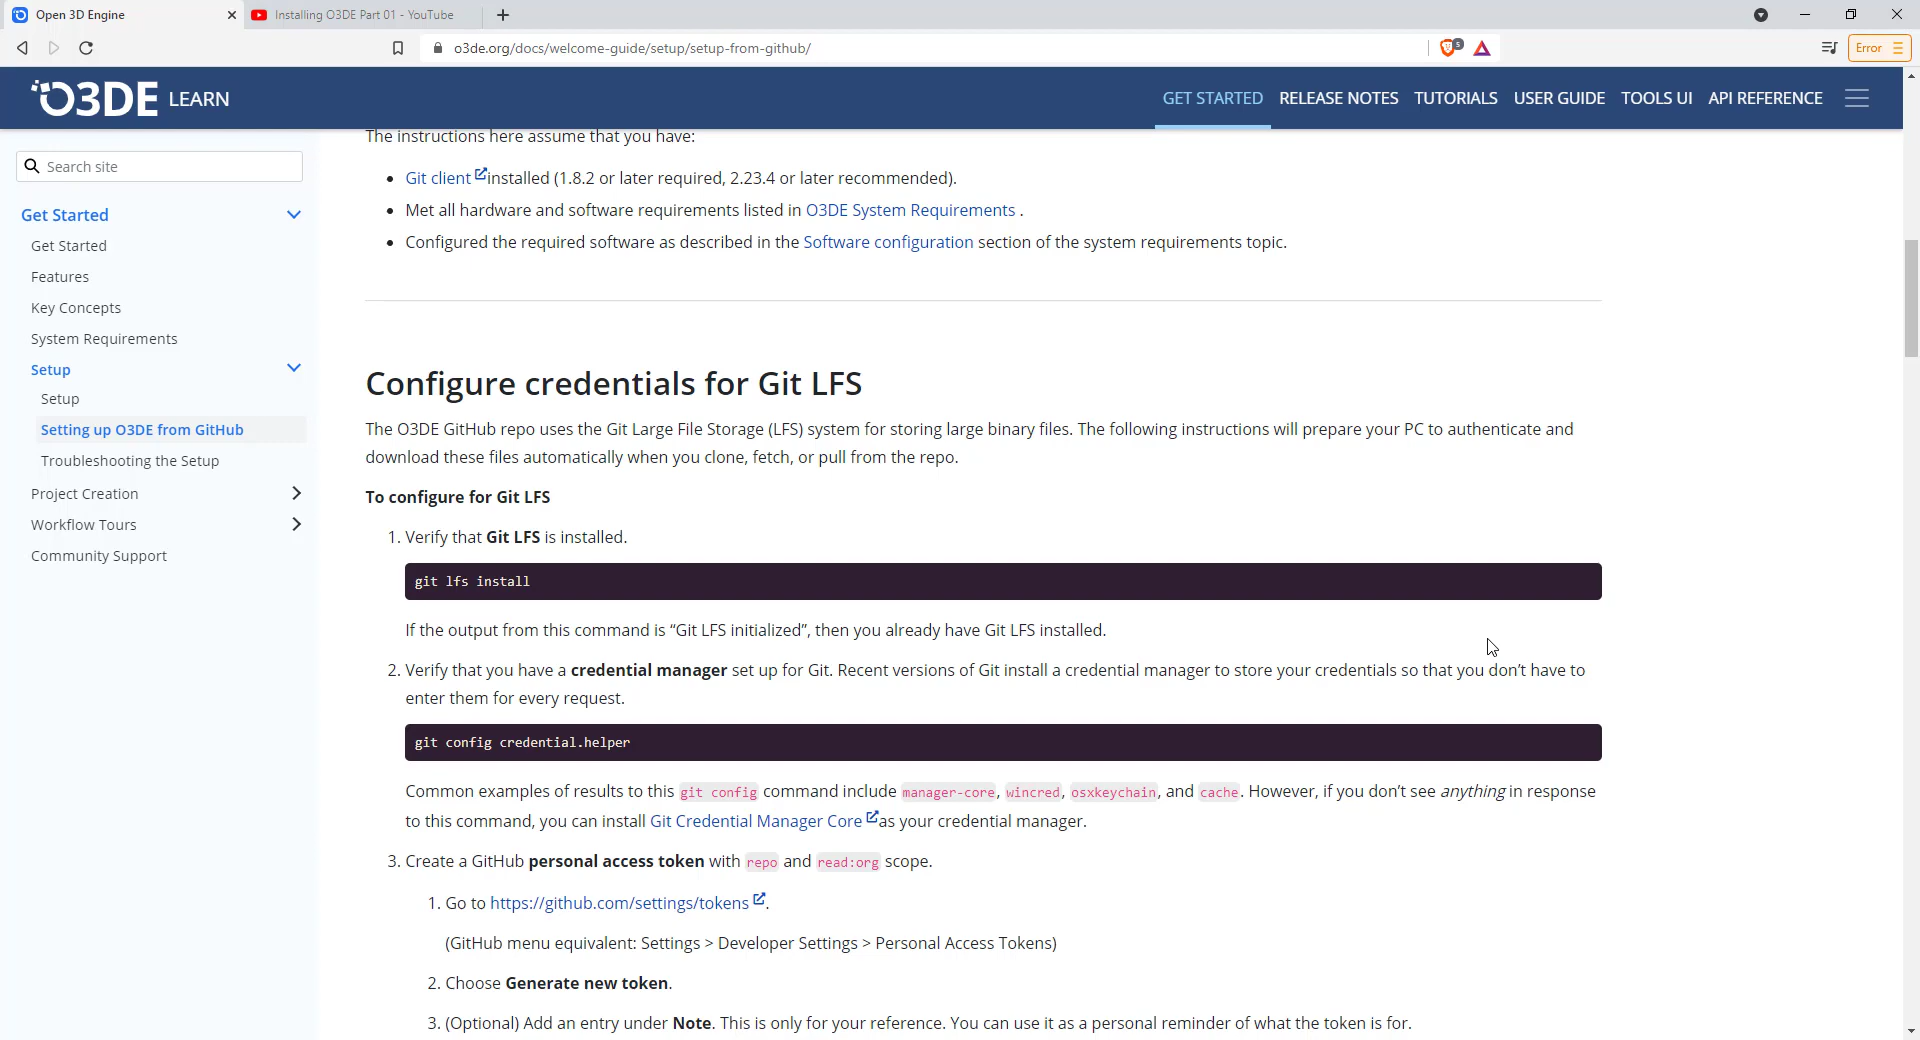 Open 3D Engine
Installing O3DE Part 01 - YouTube
o3de.org/docs/welcome-guide/setup/setup-from-github/
5
Error
O3DE LEARN
GET STARTED
RELEASE NOTES
TUTORIALS
USER GUIDE
TOOLS UI
API REFERENCE
Search site
Get Started
Get Started
Features
Key Concepts
System Requirements
Setup
Setup
Setting up O3DE from GitHub
Troubleshooting the Setup
Project Creation
Workflow Tours
Community Support
The instructions here assume that you have:
Git client installed (1.8.2 or later required, 2.23.4 or later recommended).
Met all hardware and software requirements listed in O3DE System Requirements .
Configured the required software as described in the Software configuration section of the system requirements topic.
Configure credentials for Git LFS
The O3DE GitHub repo uses the Git Large File Storage (LFS) system for storing large binary files. The following instructions will prepare your PC to authenticate and
download these files automatically when you clone, fetch, or pull from the repo.
To configure for Git LFS
1. Verify that Git LFS is installed.
git lfs install
If the output from this command is “Git LFS initialized”, then you already have Git LFS installed.
2. Verify that you have a credential manager set up for Git. Recent versions of Git install a credential manager to store your credentials so that you don’t have to
enter them for every request.
git config credential.helper
Common examples of results to this git config command include manager-core, wincred, osxkeychain, and cache. However, if you don’t see anything in response
to this command, you can install Git Credential Manager Core as your credential manager.
3. Create a GitHub personal access token with repo and read:org scope.
1. Go to https://github.com/settings/tokens .
(GitHub menu equivalent: Settings > Developer Settings > Personal Access Tokens)
2. Choose Generate new token.
3. (Optional) Add an entry under Note. This is only for your reference. You can use it as a personal reminder of what the token is for.